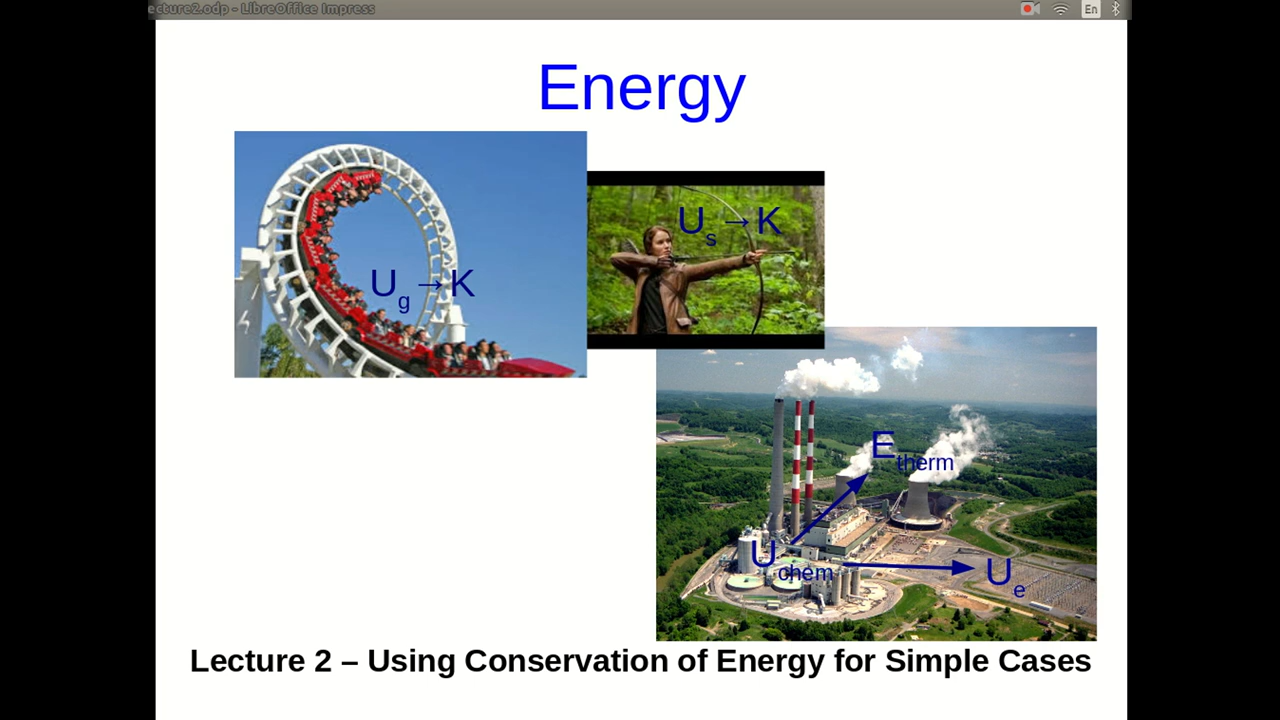 ecture2.odp - LibreOffice Impress
En
Energy
Us→K
Ug→K
Etherm
Uchem
Ue
Lecture 2 – Using Conservation of Energy for Simple Cases